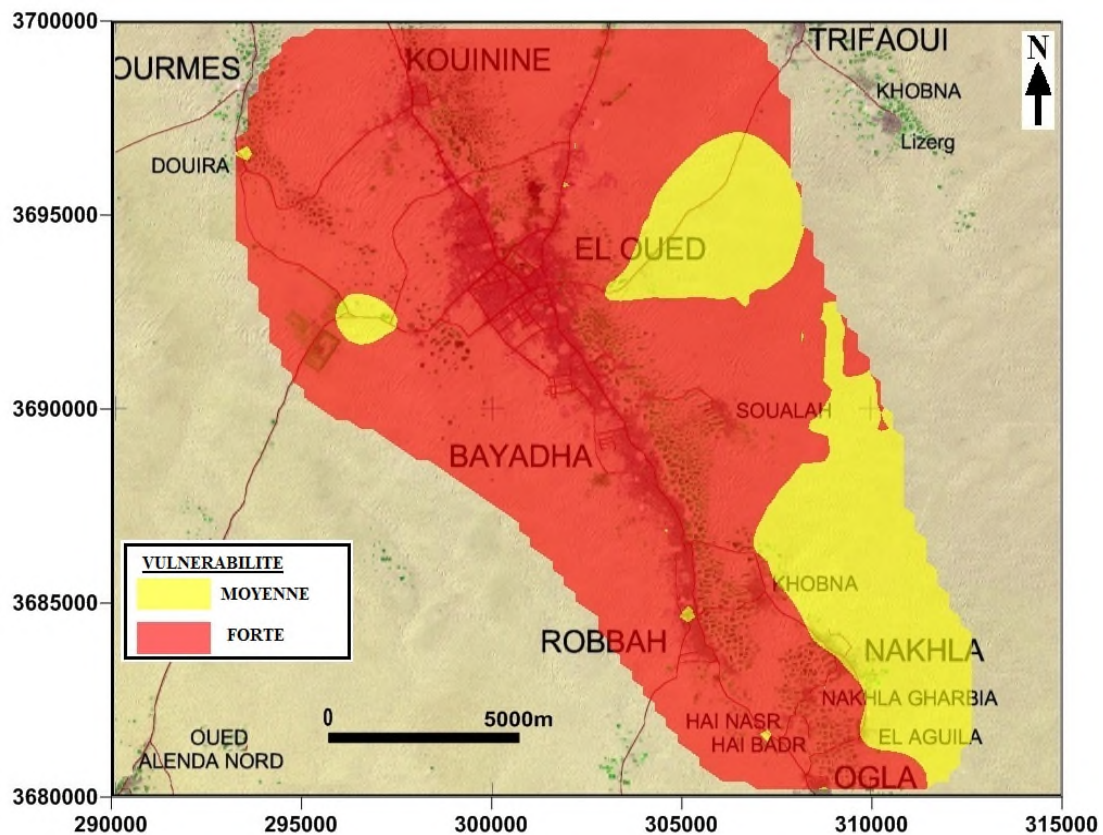 3700000
TRIFAOUI
KOUININE
N
OURMES
KHOBNA
Lizerg
DOUIRA
3695000
EL OUED
3690000
SOUALAH
BAYADHA
VULNERABILITE
MOYENNE
FORTE
KHOBNA
3685000
ROBBAH
NAKHLA
NAKHLA GHARBIA
0 5000m
HAI NASR
EL AGUILA
HAI BADR
OUED
ALENDA NORD
OGLA
3680000
290000 295000 300000 305000 310000 315000